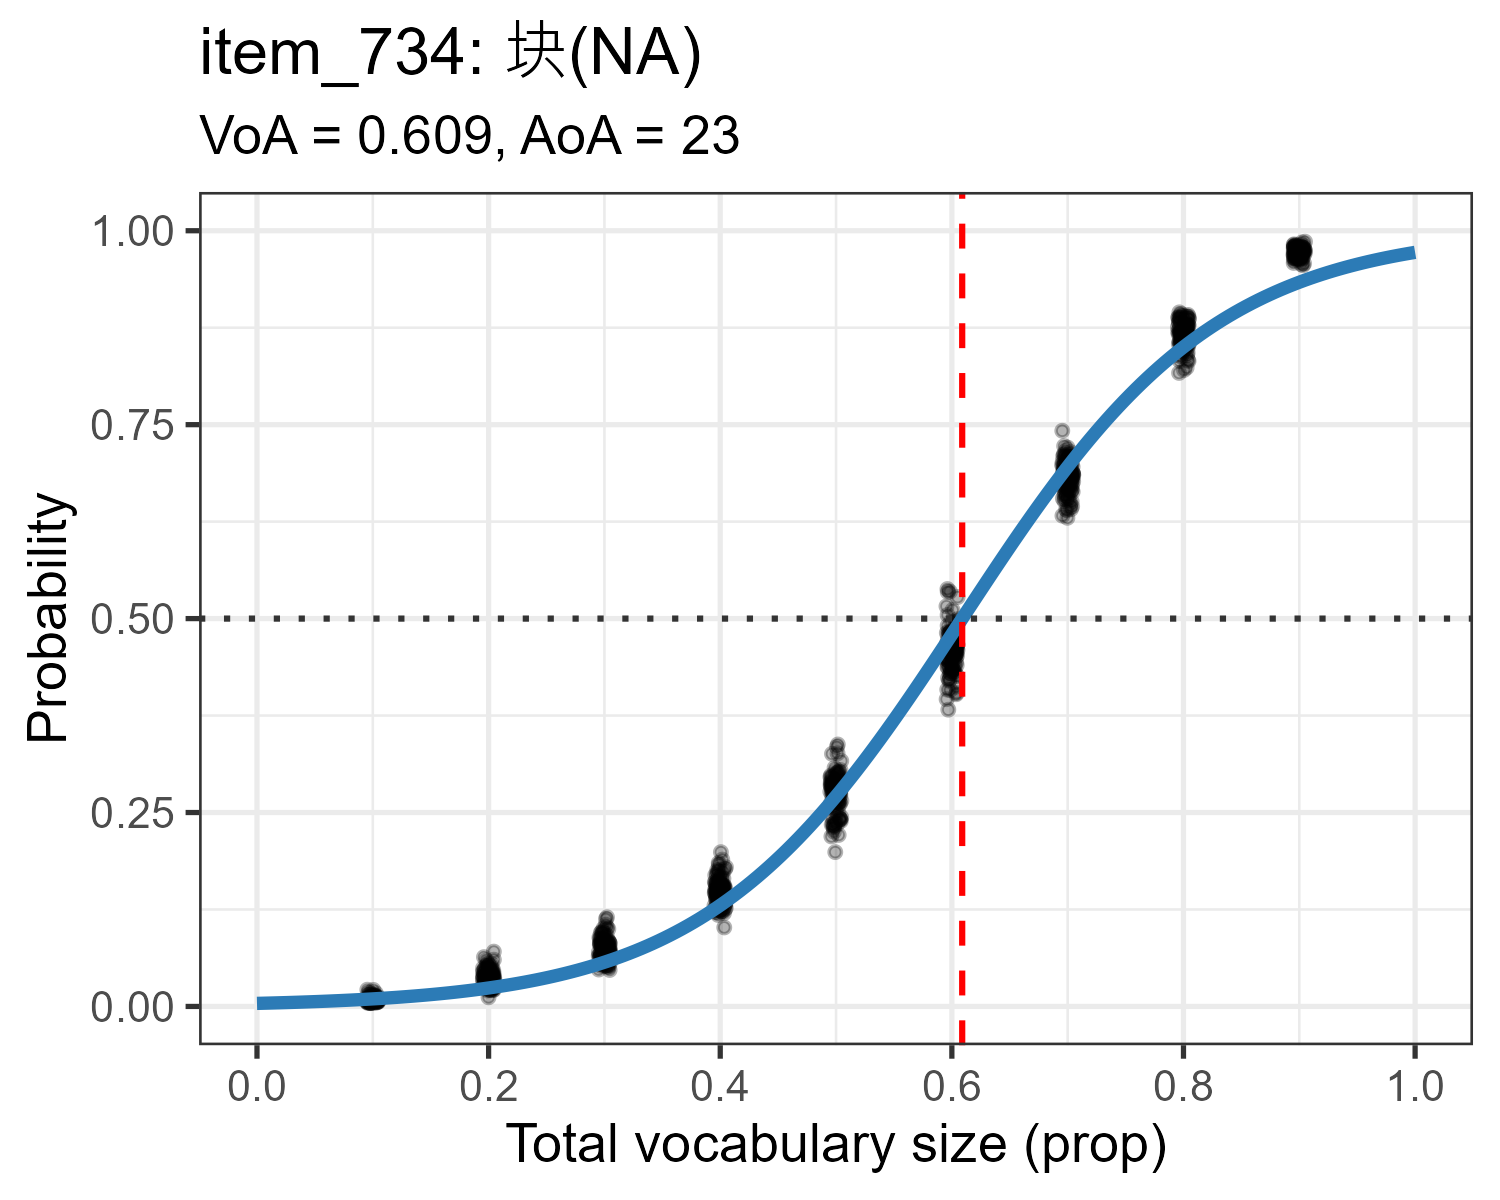 item_734: 块(NA)
VoA = 0.609, AoA = 23
1.00
0.75
0.50
0.25
0.00
Probability
0.0 0.2 0.4 0.6 0.8 1.0
Total vocabulary size (prop)